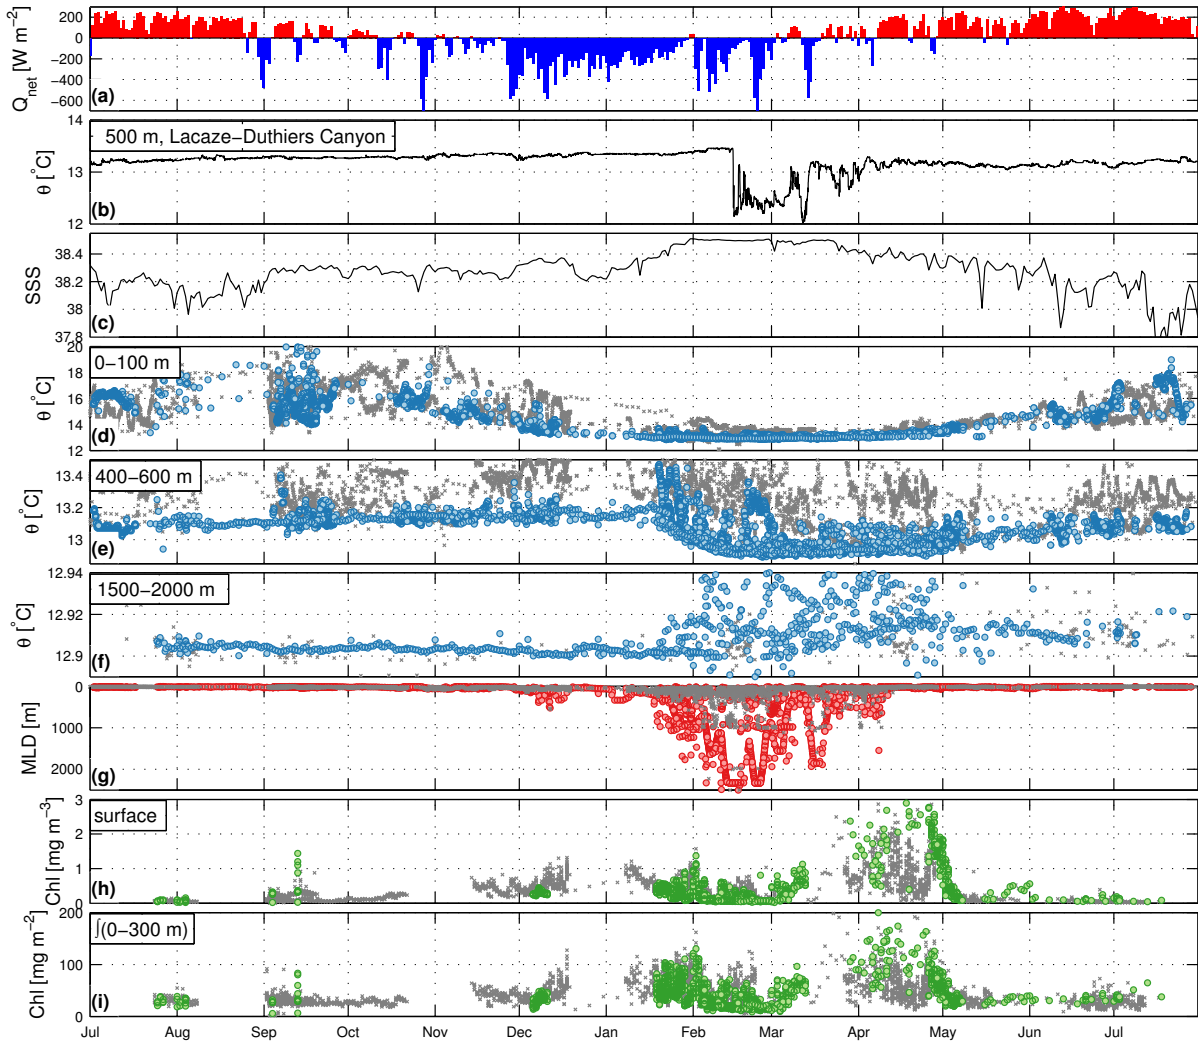 200
0
−200
−400
−600
Q_net [W m⁻²]
(a)
14
13
12
θ [°C]
500 m, Lacaze−Duthiers Canyon
(b)
38.4
38.2
38
37.8
SSS
(c)
20
18
16
14
12
θ [°C]
0−100 m
(d)
13.4
13.2
13
θ [°C]
400−600 m
(e)
12.94
12.92
12.9
θ [°C]
1500−2000 m
(f)
0
1000
2000
MLD [m]
(g)
3
2
1
0
Chl [mg m⁻³]
surface
(h)
200
100
50
0
Chl [mg m⁻²]
∫(0−300 m)
(i)
Jul Aug Sep Oct Nov Dec Jan Feb Mar Apr May Jun Jul